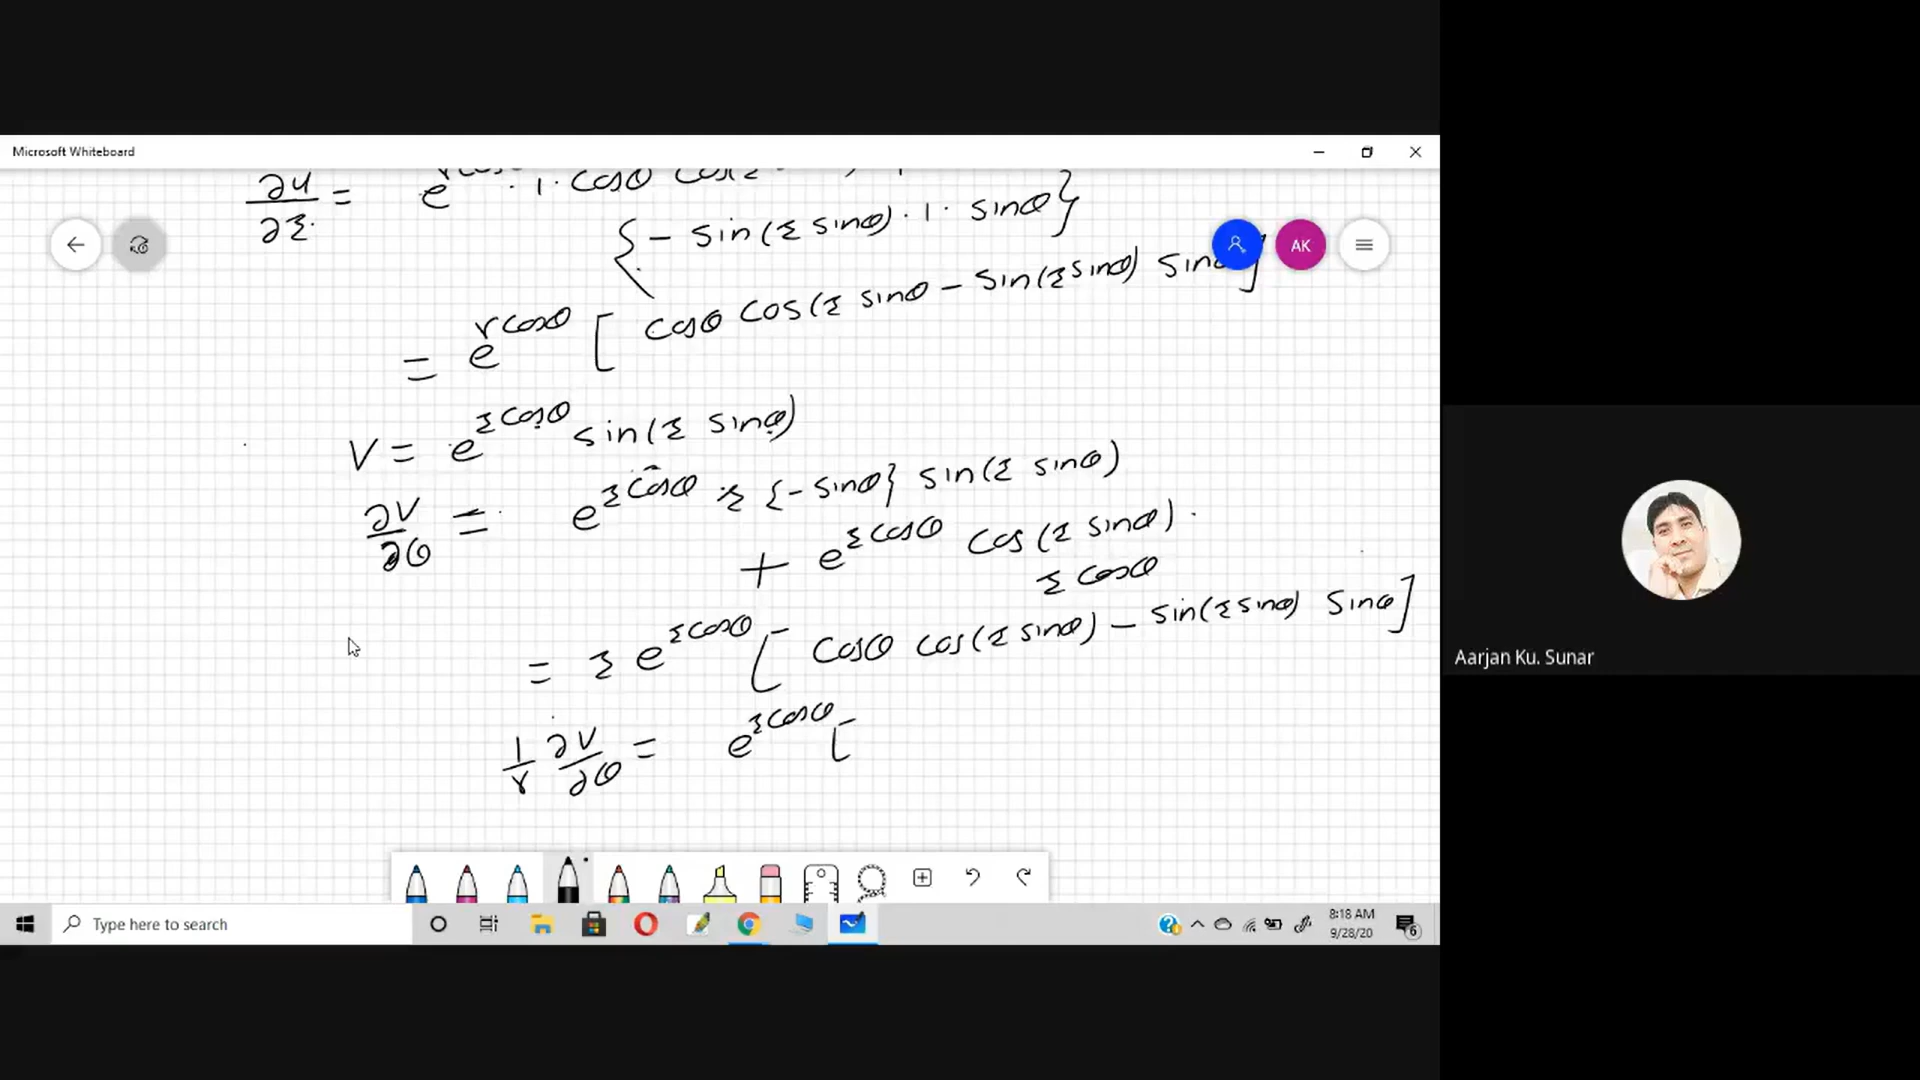 Microsoft Whiteboard
∂u/∂r = e^{r cosθ} · 1 · cosθ
{ - sin(r sinθ) · 1 · sinθ }
= e^{r cosθ} [ cosθ cos(r sinθ - sin(r sinθ) sinθ ]
V = e^{r cosθ} sin(r sinθ)
∂V/∂θ = e^{r cosθ} r {- sinθ} sin(r sinθ)
+ e^{r cosθ} cos(r sinθ) ·
r cosθ
= r e^{r cosθ} [ cosθ cos(r sinθ) - sin(r sinθ) sinθ ]
1/r ∂V/∂θ = e^{r cosθ} [
AK
Aarjan Ku. Sunar
Type here to search
8:18 AM
9/28/20
6